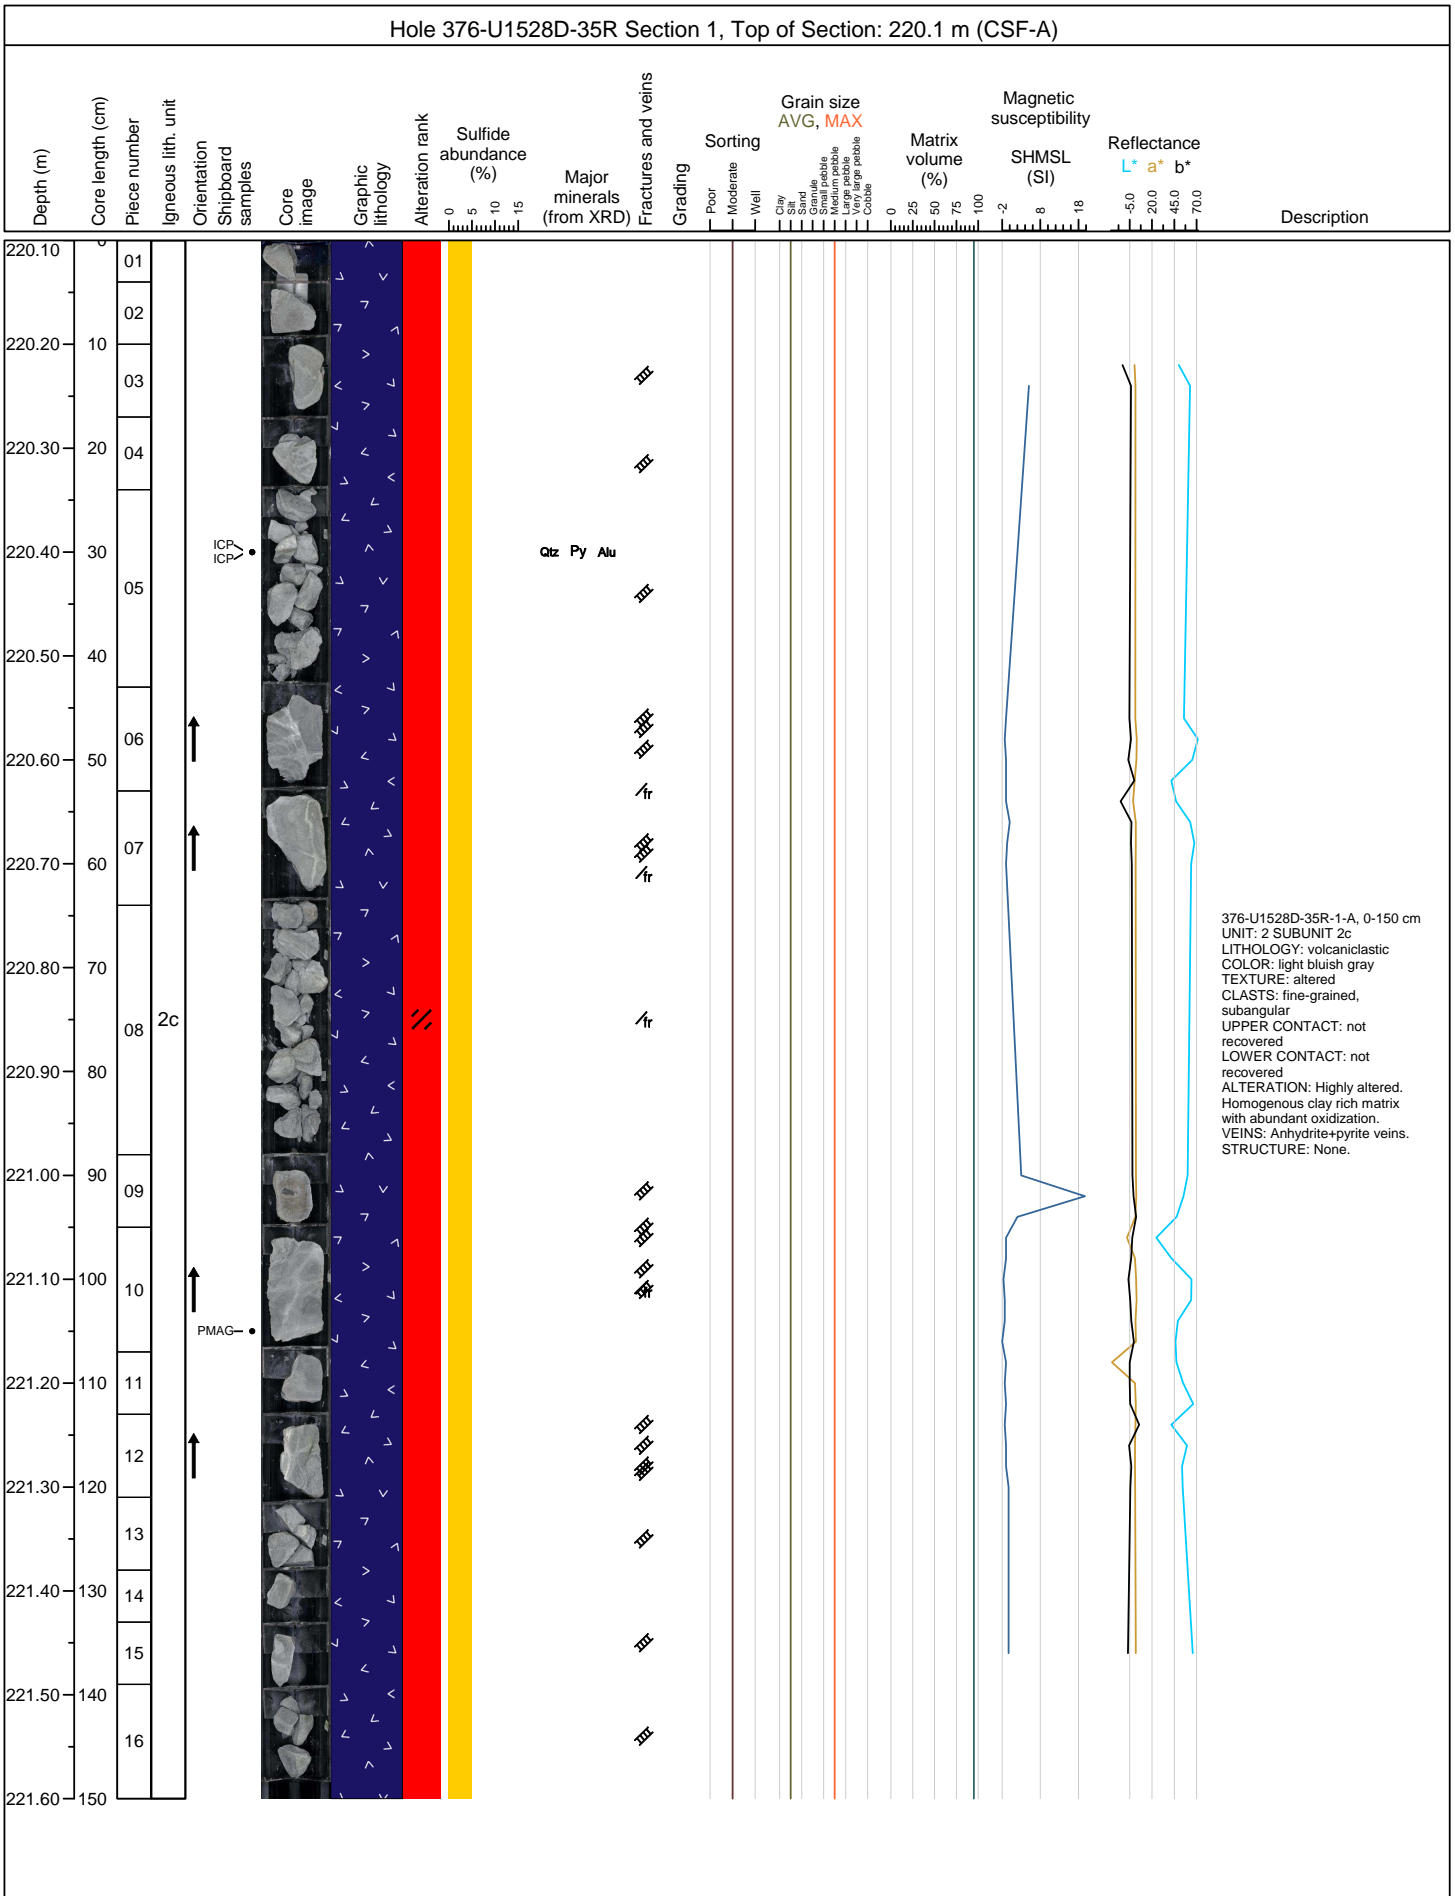 Hole 376-U1528D-35R Section 1, Top of Section: 220.1 m (CSF-A)
Depth (m)
Core length (cm)
Piece number
Igneous lith. unit
Orientation
Shipboard
samples
Core
image
Graphic
lithology
Alteration rank
Sulfide
abundance
(%)
0
5
10
15
Major
minerals
(from XRD)
Fractures and veins
Grading
Sorting
Poor
Moderate
Well
Grain size
AVG, MAX
Clay
Silt
Sand
Granule
Small pebble
Medium pebble
Large pebble
Very large pebble
Cobble
Matrix
volume
(%)
0
25
50
75
100
Magnetic
susceptibility
SHMSL
(SI)
-2
8
18
Reflectance
L* a* b*
-5.0
20.0
45.0
70.0
Description
220.10
220.20
220.30
220.40
220.50
220.60
220.70
220.80
220.90
221.00
221.10
221.20
221.30
221.40
221.50
221.60
0
10
20
30
40
50
60
70
80
90
100
110
120
130
140
150
01
02
03
04
05
06
07
08
09
10
11
12
13
14
15
16
2c
ICP
ICP
PMAG
Qtz Py Alu
fr
fr
fr
fr
376-U1528D-35R-1-A, 0-150 cm
UNIT: 2 SUBUNIT 2c
LITHOLOGY: volcaniclastic
COLOR: light bluish gray
TEXTURE: altered
CLASTS: fine-grained,
subangular
UPPER CONTACT: not
recovered
LOWER CONTACT: not
recovered
ALTERATION: Highly altered.
Homogenous clay rich matrix
with abundant oxidization.
VEINS: Anhydrite+pyrite veins.
STRUCTURE: None.